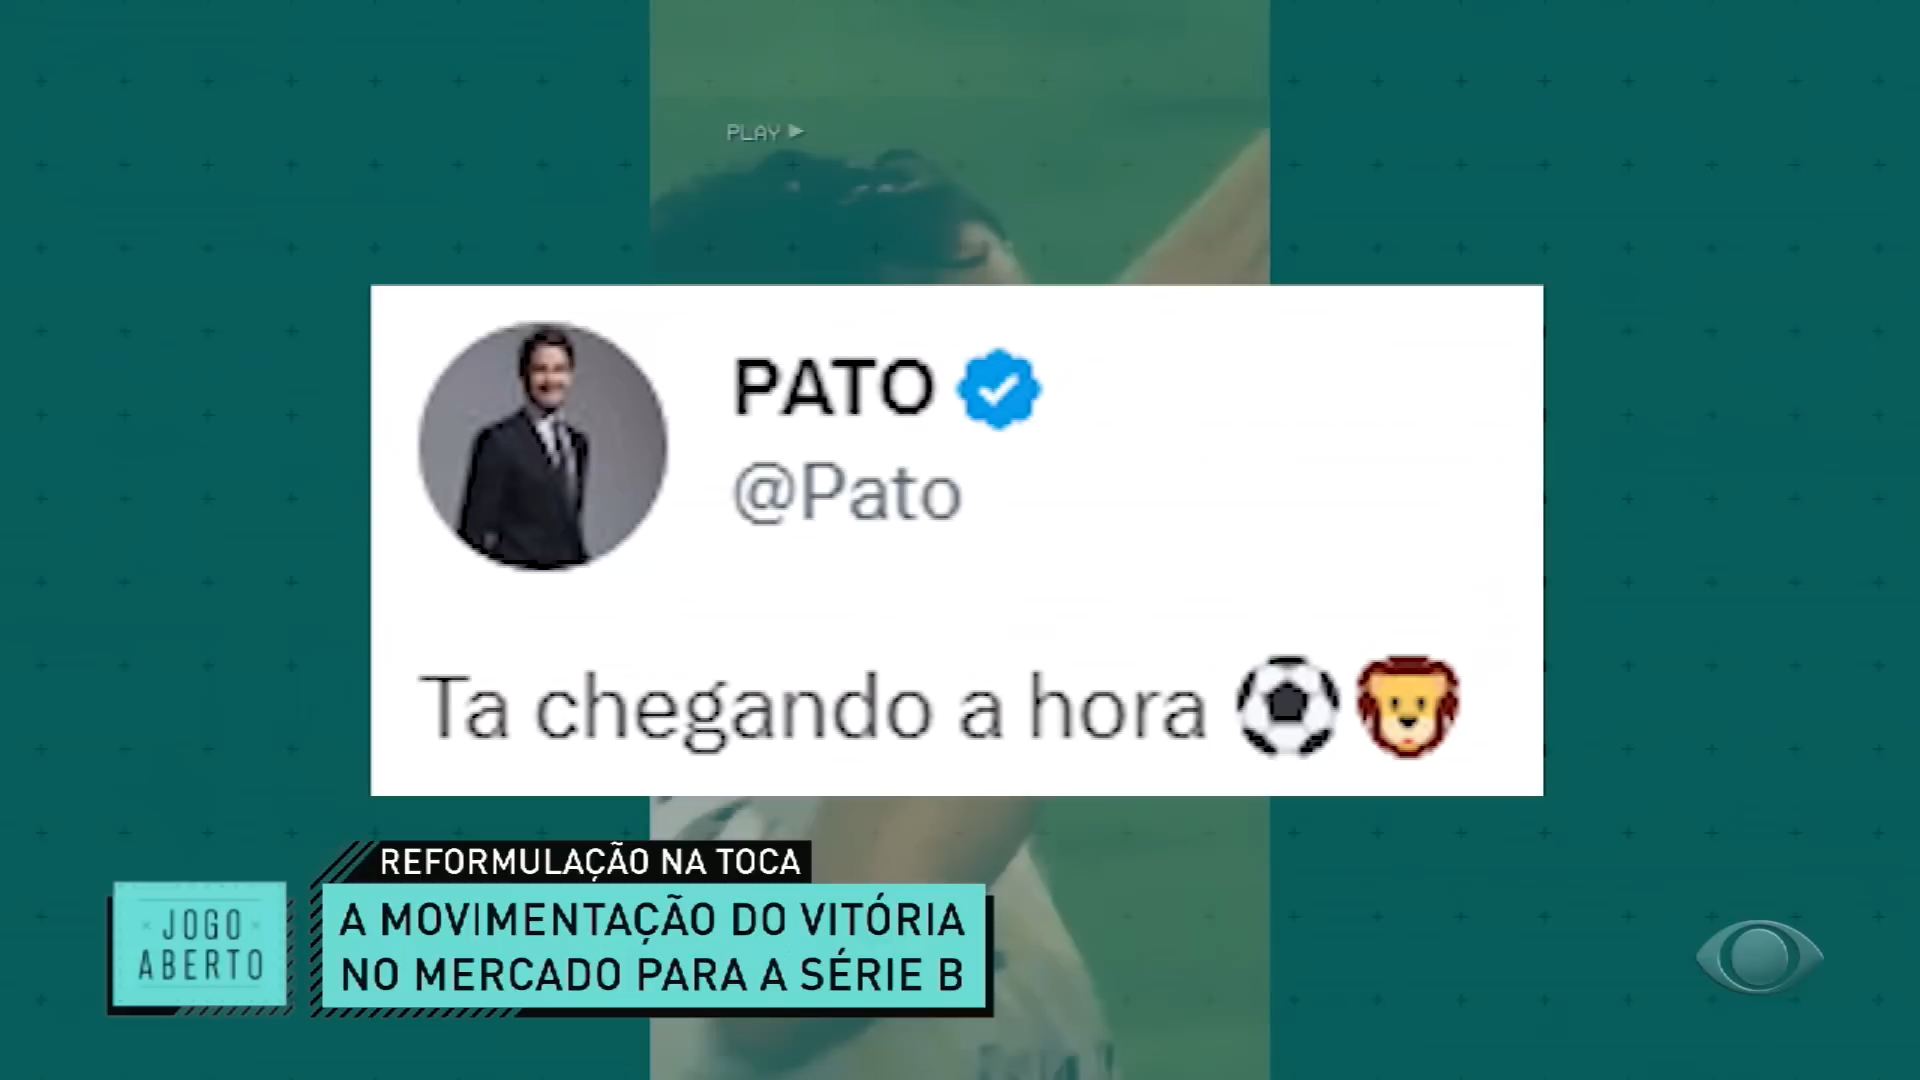 PLAY
PATO
@Pato
Ta chegando a hora ⚽🦁
REFORMULAÇÃO NA TOCA
A MOVIMENTAÇÃO DO VITÓRIA
NO MERCADO PARA A SÉRIE B
JOGO
ABERTO